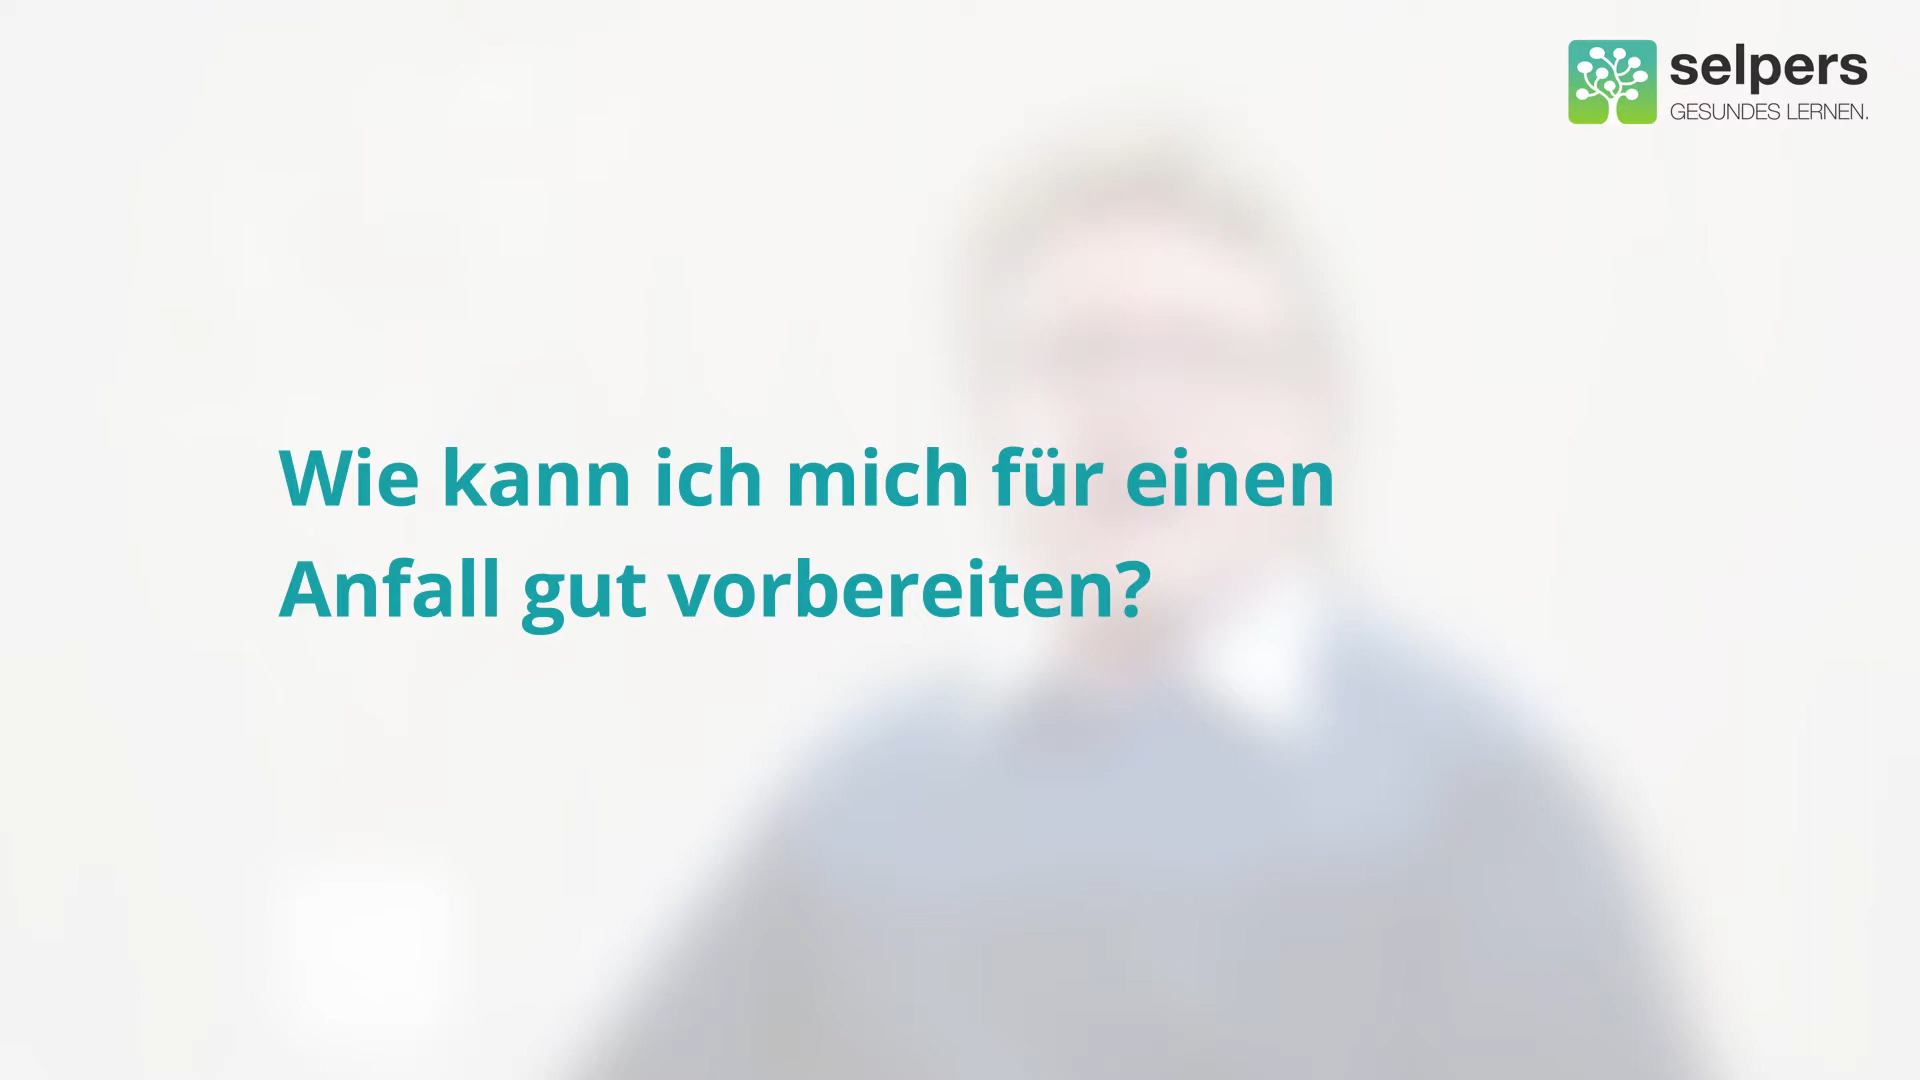 selpers
GESUNDES LERNEN.
Wie kann ich mich für einen
Anfall gut vorbereiten?